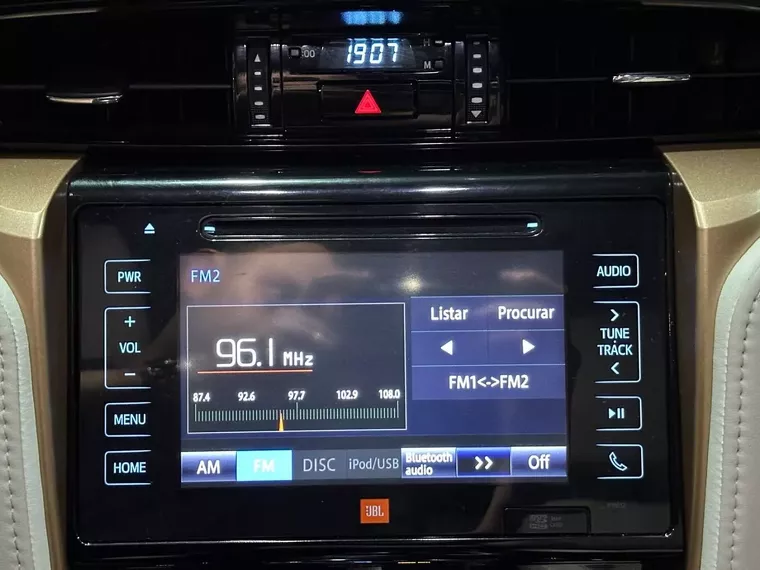 :00 1907 H
M
PWR
+
VOL
-
MENU
HOME
FM2
96.1 MHz
87.4 92.6 97.7 102.9 108.0
Listar Procurar
FM1<->FM2
AM FM DISC iPod/USB Bluetooth audio >> Off
AUDIO
>
TUNE
TRACK
<
JBL